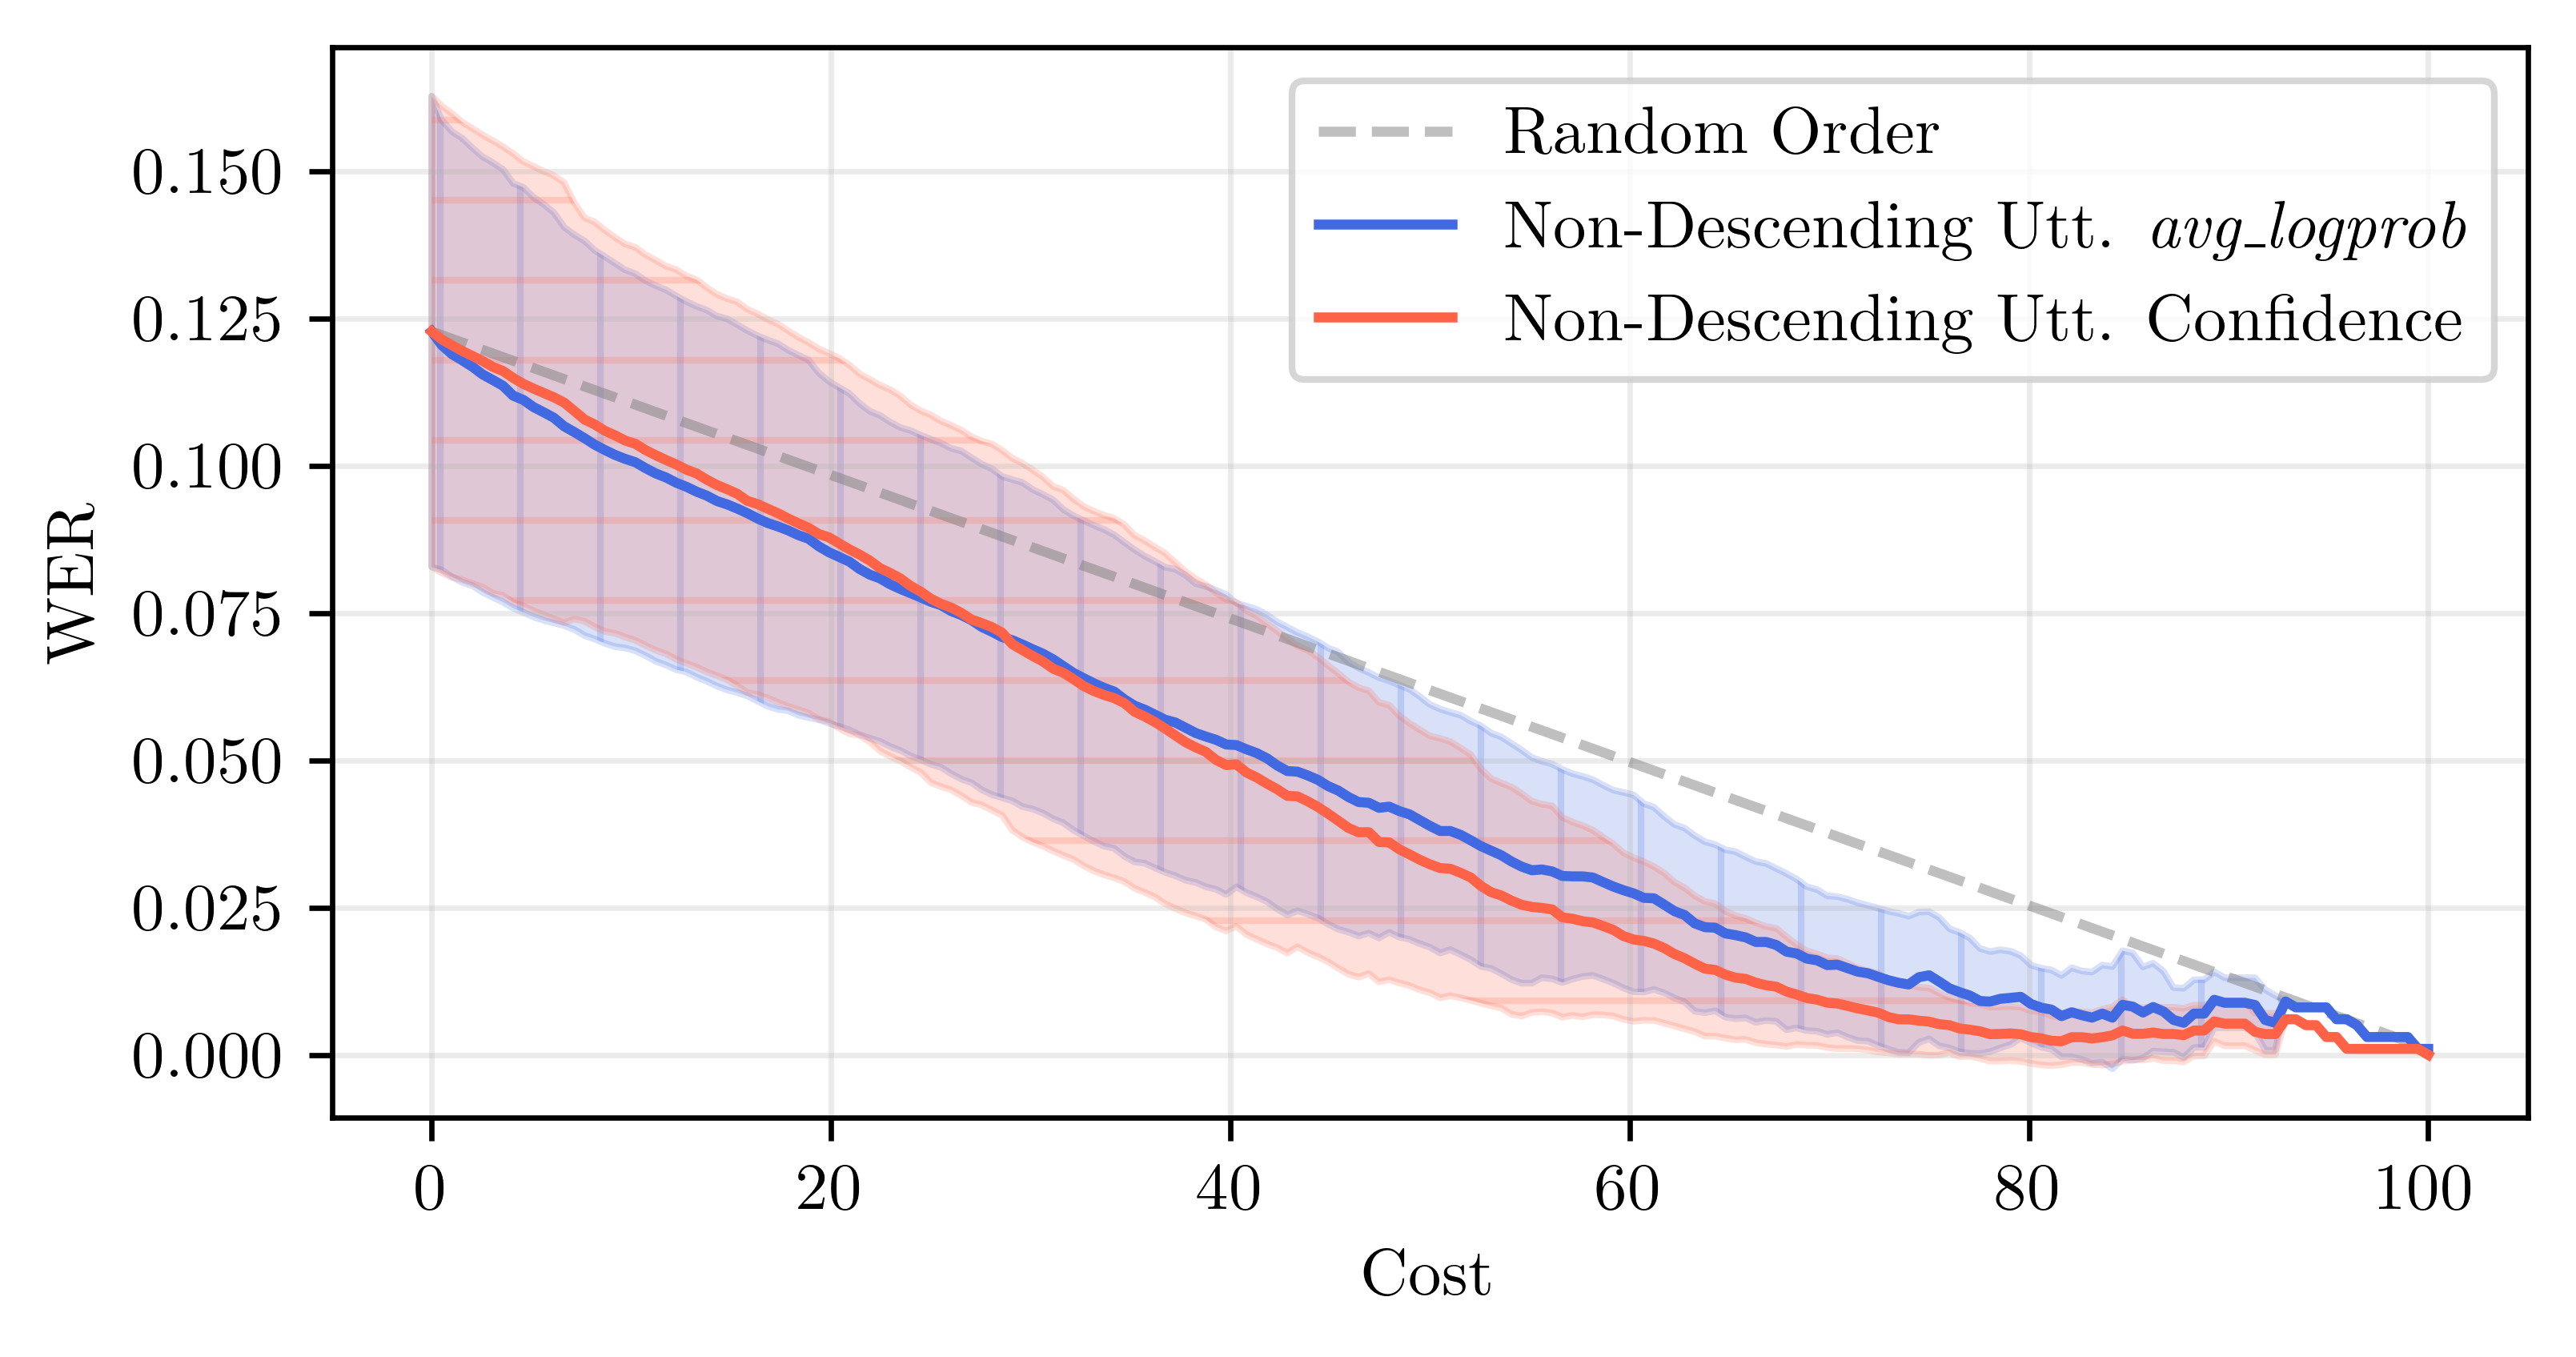 Random Order
Non-Descending Utt. avg_logprob
Non-Descending Utt. Confidence
WER
0.150
0.125
0.100
0.075
0.050
0.025
0.000
0 20 40 60 80 100
Cost